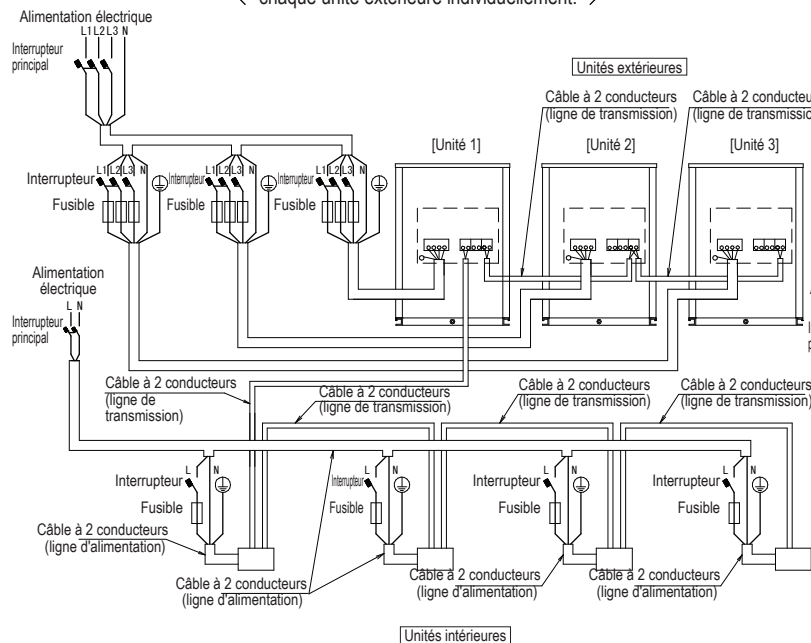 chaque unité extérieure individuellement.
Alimentation électrique
L1 L2 L3 N
Interrupteur
principal
Unités extérieures
Câble à 2 conducteurs
(ligne de transmission)
Câble à 2 conducteu
(ligne de transmissio
[Unité 1]
[Unité 2]
[Unité 3]
L1 L2 L3 N
Interrupteur
Fusible
L1 L2 L3 N
Interrupteur
Fusible
L1 L2 L3 N
Interrupteur
Fusible
Alimentation
électrique
L N
Interrupteur
principal
Câble à 2 conducteurs
(ligne de
transmission)
Câble à 2 conducteurs
(ligne de transmission)
Câble à 2 conducteurs
(ligne de transmission)
Câble à 2 conducteurs
(ligne de transmission)
L N
Interrupteur
Fusible
L N
Interrupteur
Fusible
L N
Interrupteur
Fusible
L N
Interrupteur
Fusible
Câble à 2 conducteurs
(ligne d'alimentation)
Câble à 2 conducteurs
(ligne d'alimentation)
Câble à 2 conducteurs
(ligne d'alimentation)
Câble à 2 conducteurs
(ligne d'alimentation)
Unités intérieures